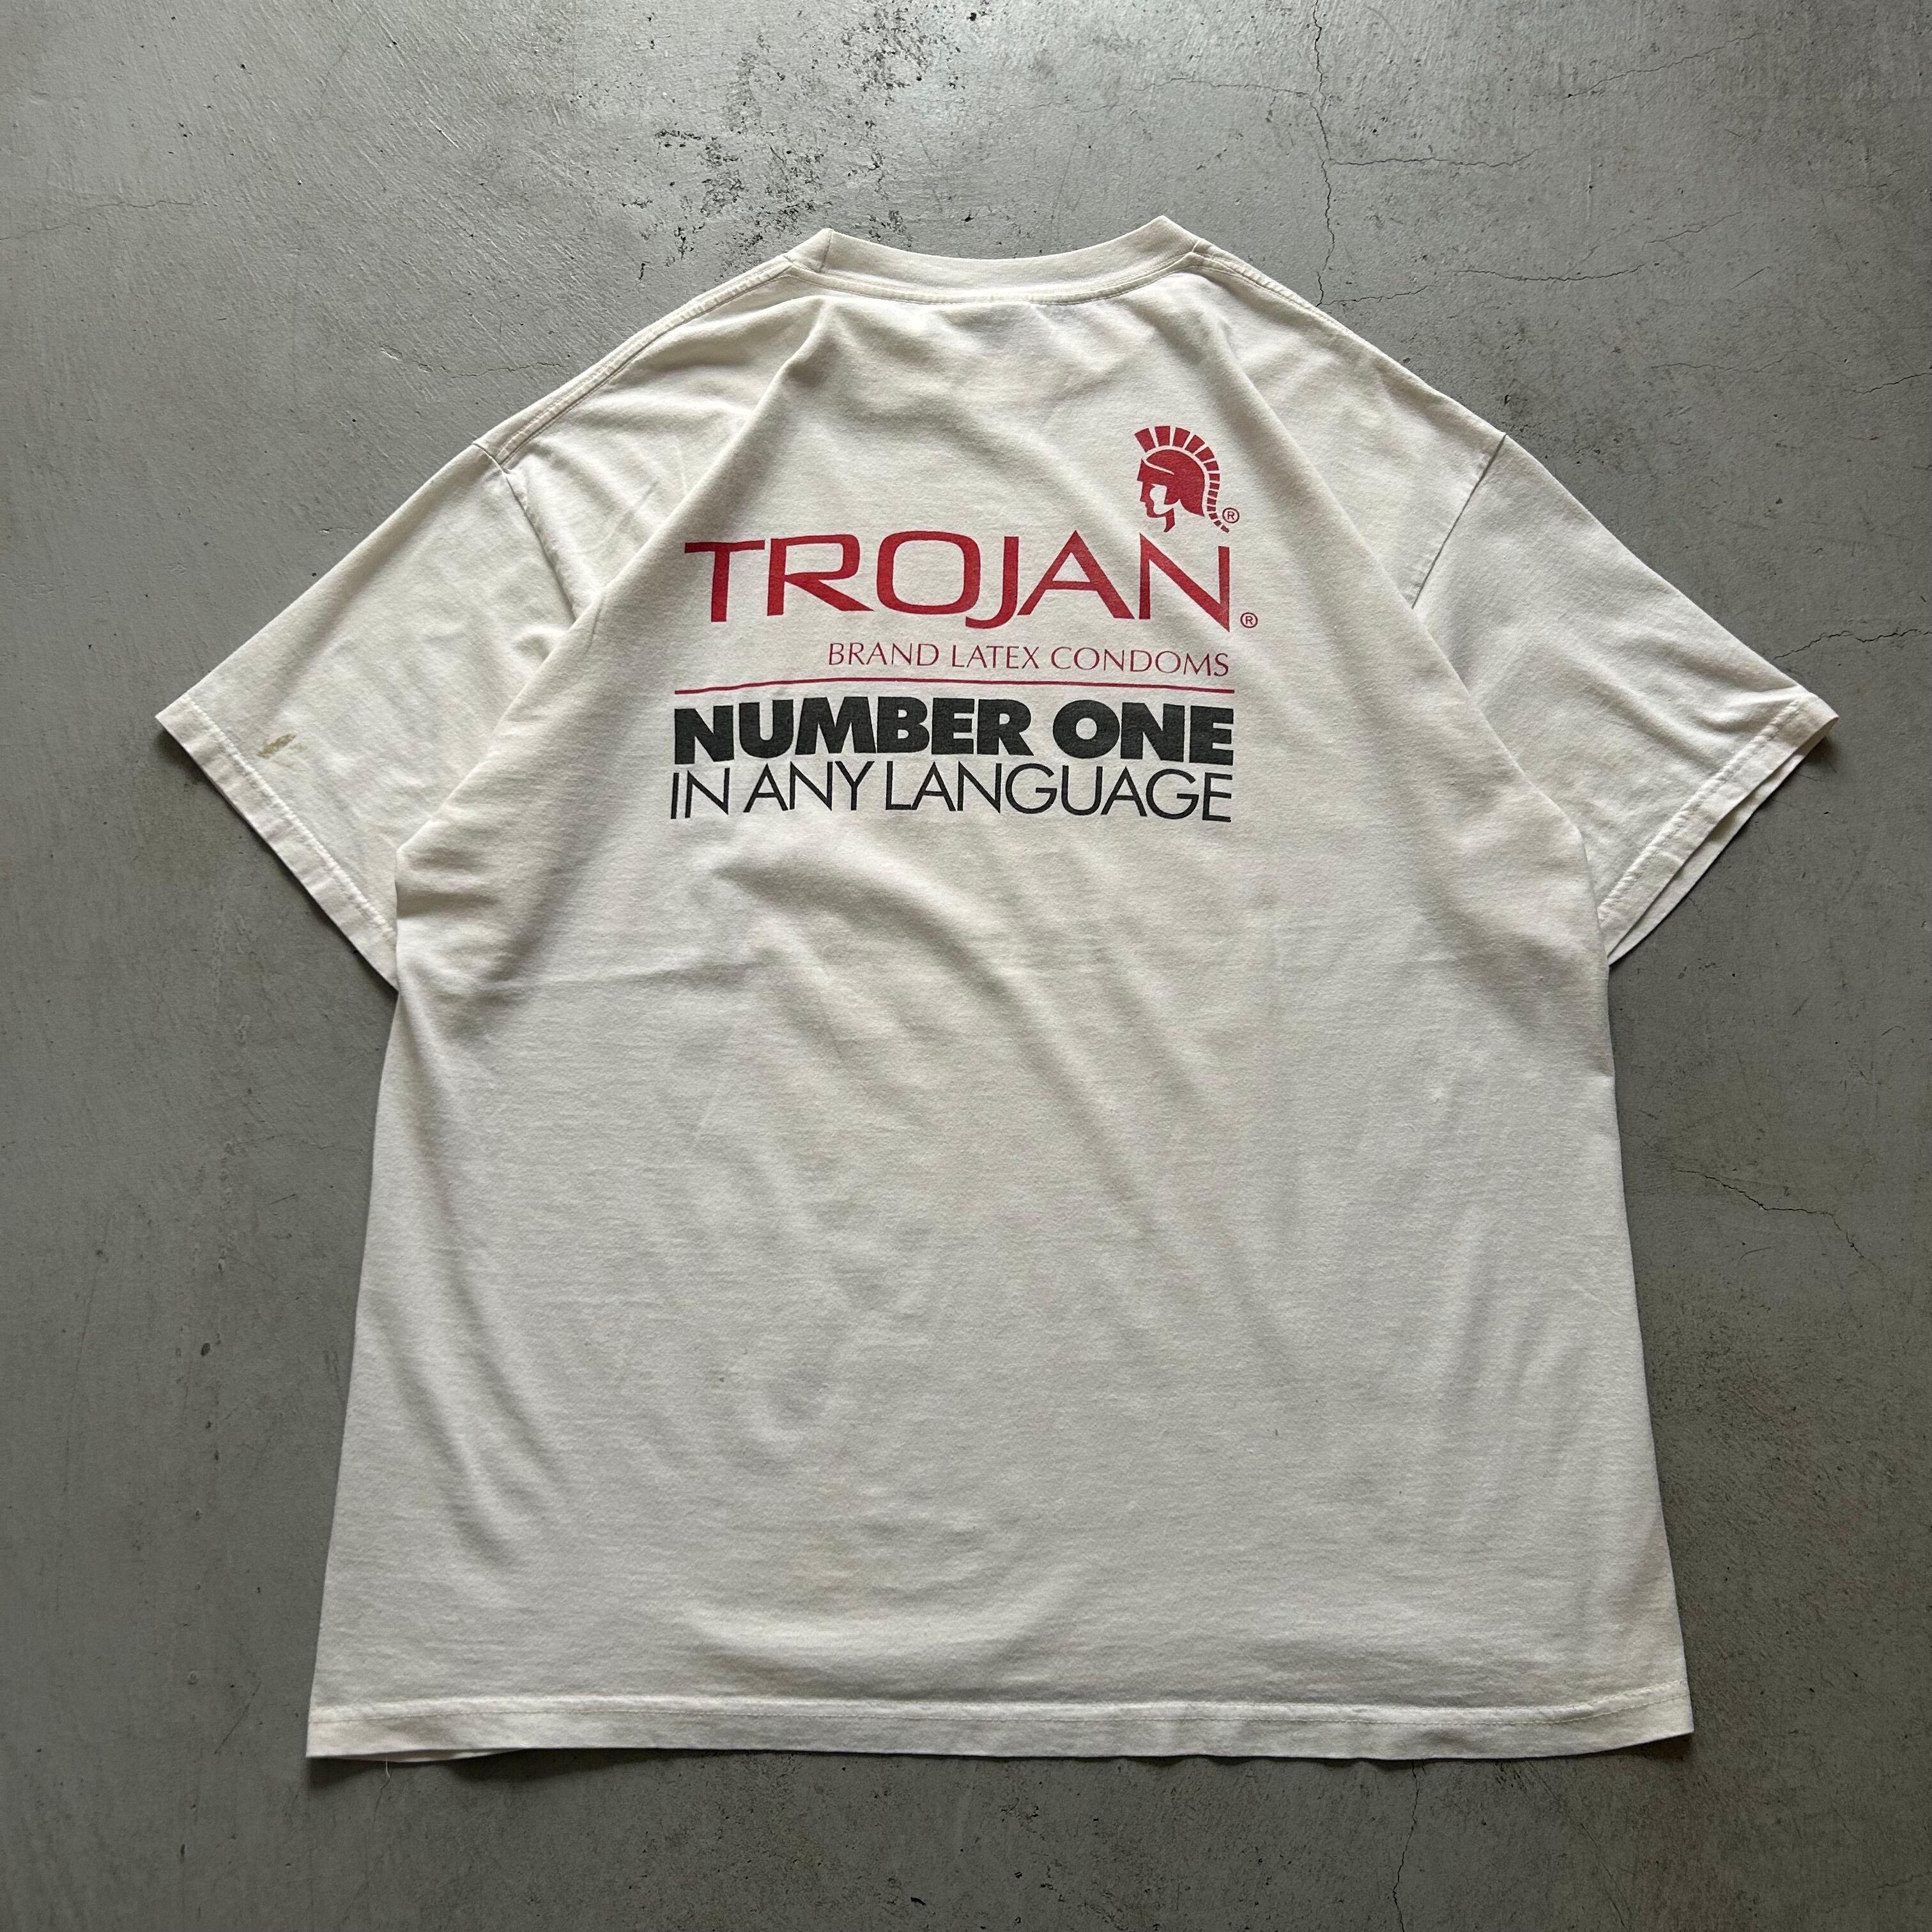 ®
TROJAN®
BRAND LATEX CONDOMS
NUMBER ONE
IN ANY LANGUAGE